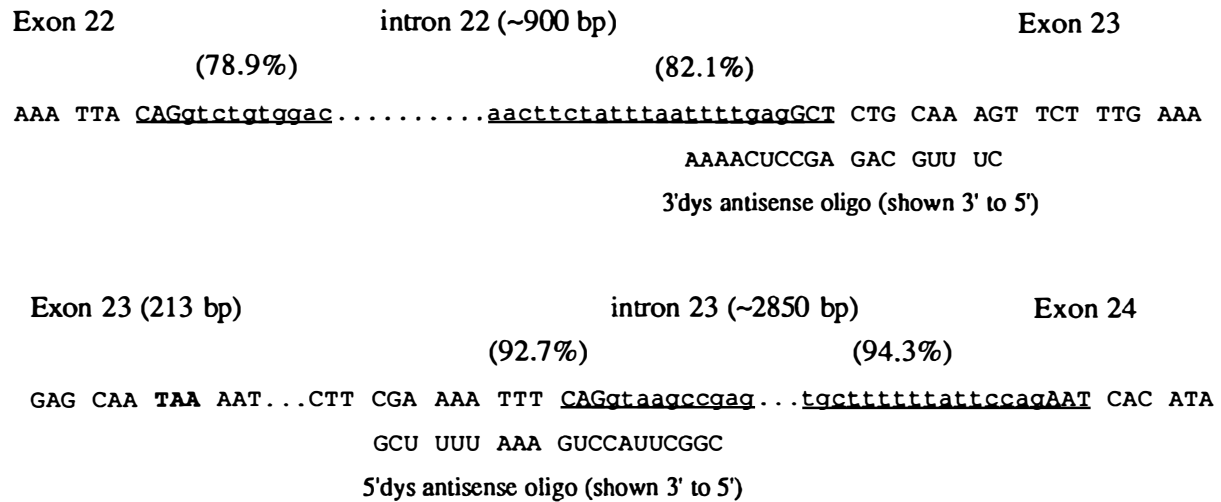 Exon 22 intron 22 (~900 bp) Exon 23
(78.9%) (82.1%)
AAA TTA CAGgtctgtggac..........aacttctatttaattttgagGCT CTG CAA AGT TCT TTG AAA
AAAACUCCGA GAC GUU UC
3'dys antisense oligo (shown 3' to 5')
Exon 23 (213 bp) intron 23 (~2850 bp) Exon 24
(92.7%) (94.3%)
GAG CAA TAA AAT...CTT CGA AAA TTT CAGgtaagccgag...tgcttttttattccagAAT CAC ATA
GCU UUU AAA GUCCAUUCGGC
5'dys antisense oligo (shown 3' to 5')